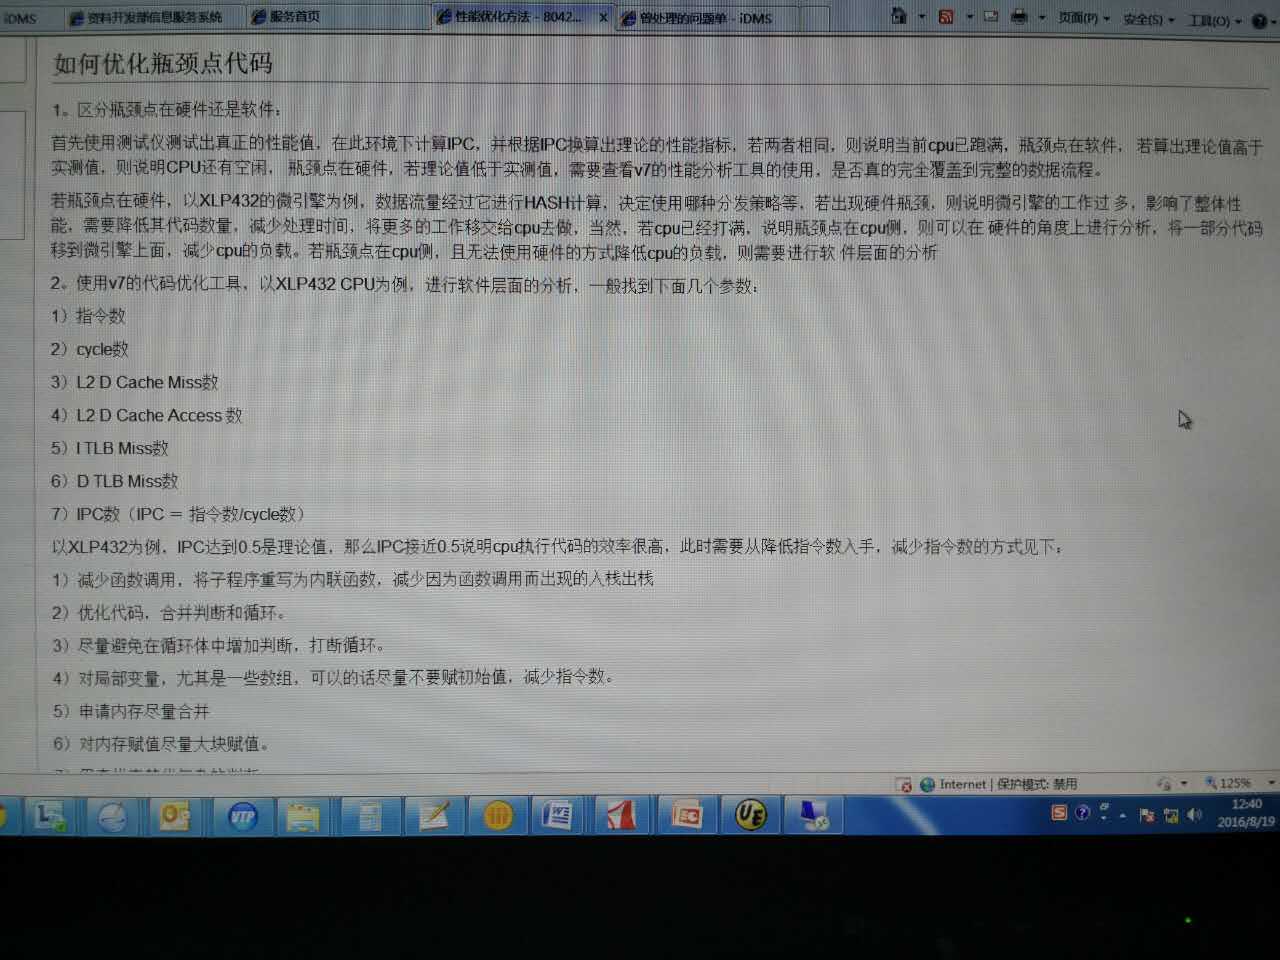 iDMS
资料开发部信息服务系统
服务首页
性能优化方法 - 8042...
x
曾处理的问题单 - iDMS
页面(P)
安全(S)
工具(O)
如何优化瓶颈点代码
1。区分瓶颈点在硬件还是软件：
首先使用测试仪测试出真正的性能值，在此环境下计算IPC，并根据IPC换算出理论的性能指标，若两者相同，则说明当前cpu已跑满，瓶颈点在软件， 若算出理论值高于
实测值，则说明CPU还有空闲， 瓶颈点在硬件，若理论值低于实测值，需要查看v7的性能分析工具的使用，是否真的完全覆盖到完整的数据流程。
若瓶颈点在硬件，以XLP432的微引擎为例，数据流量经过它进行HASH计算，决定使用哪种分发策略等，若出现硬件瓶颈，则说明微引擎的工作过 多，影响了整体性
能，需要降低其代码数量，减少处理时间，将更多的工作移交给cpu去做，当然，若cpu已经打满，说明瓶颈点在cpu侧，则可以在 硬件的角度上进行分析，将一部分代码
移到微引擎上面，减少cpu的负载。若瓶颈点在cpu侧，且无法使用硬件的方式降低cpu的负载，则需要进行软 件层面的分析
2。使用v7的代码优化工具，以XLP432 CPU为例，进行软件层面的分析，一般找到下面几个参数：
1）指令数
2）cycle数
3）L2 D Cache Miss数
4）L2 D Cache Access 数
5）I TLB Miss数
6）D TLB Miss数
7）IPC数（IPC ＝ 指令数/cycle数）
以XLP432为例，IPC达到0.5是理论值，那么IPC接近0.5说明cpu执行代码的效率很高，此时需要从降低指令数入手，减少指令数的方式见下：
1）减少函数调用，将子程序重写为内联函数，减少因为函数调用而出现的入栈出栈
2）优化代码，合并判断和循环。
3）尽量避免在循环体中增加判断，打断循环。
4）对局部变量，尤其是一些数组，可以的话尽量不要赋初始值，减少指令数。
5）申请内存尽量合并
6）对内存赋值尽量大块赋值。
Internet | 保护模式: 禁用
125%
VTP
UE
12:40
2016/8/19